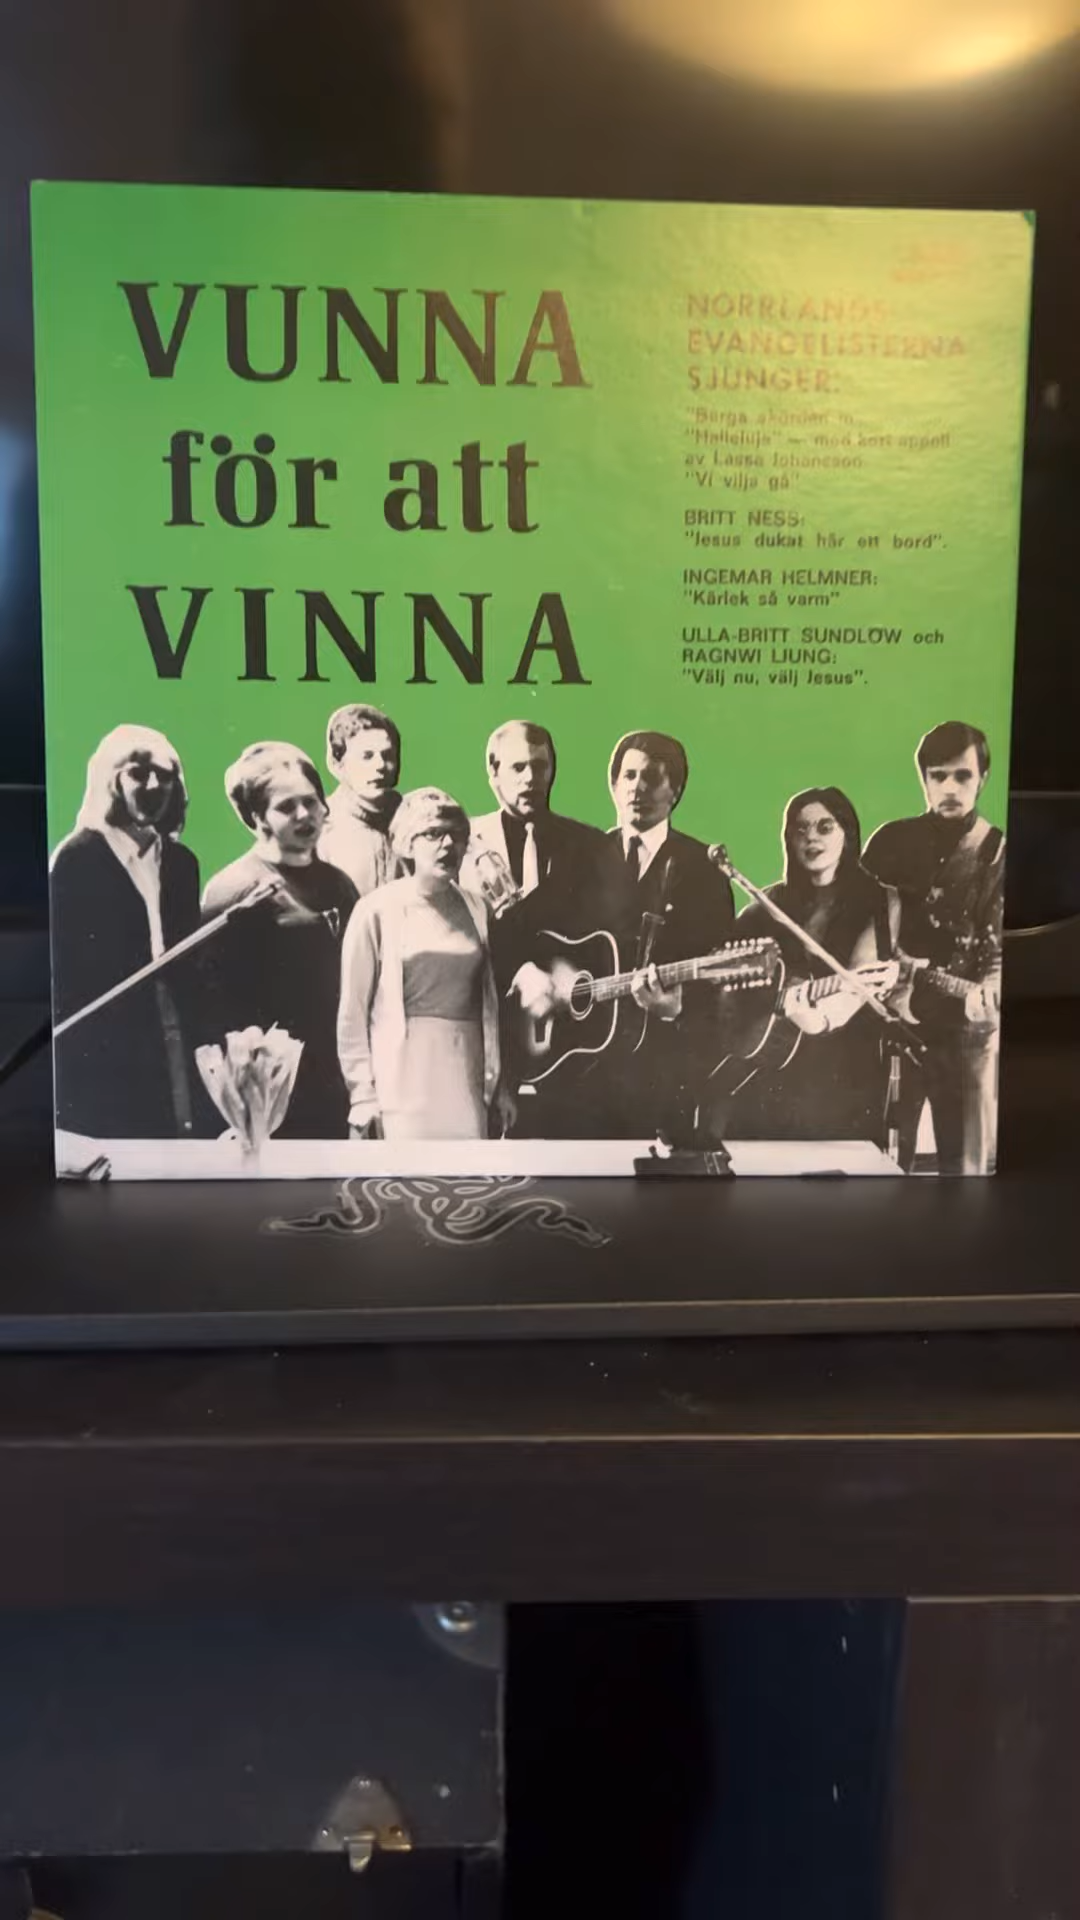 VUNNA
för att
VINNA
NORRLANDS-
EVANGELISTERNA
SJUNGER:
"Berga skörden in
"Halleluja" — med kort appell
av Lasse Johansson
"Vi vilja gå"
BRITT NESS:
"Jesus dukat här ett bord".
INGEMAR HELMNER:
"Kärlek så varm"
ULLA-BRITT SUNDLÖW och
RAGNWI LJUNG:
"Välj nu, välj Jesus".